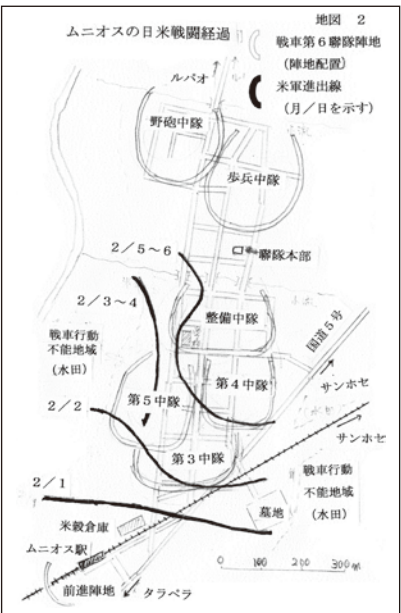 地図 2
ムニオスの日米戦闘経過
戦車第6聯隊陣地
(陣地配置)
米軍進出線
(月/日を示す)
ルパオ
野砲中隊
歩兵中隊
聯隊本部
2/5~6
2/3~4
整備中隊
国道5号
戦車行動
不能地域
(水田)
第4中隊
サンホセ
第5中隊
2/2
サンホセ
第3中隊
戦車行動
不能地域
(水田)
2/1
墓地
米穀倉庫
ムニオス駅
0 100 200 300m
前進陣地
タラベラ